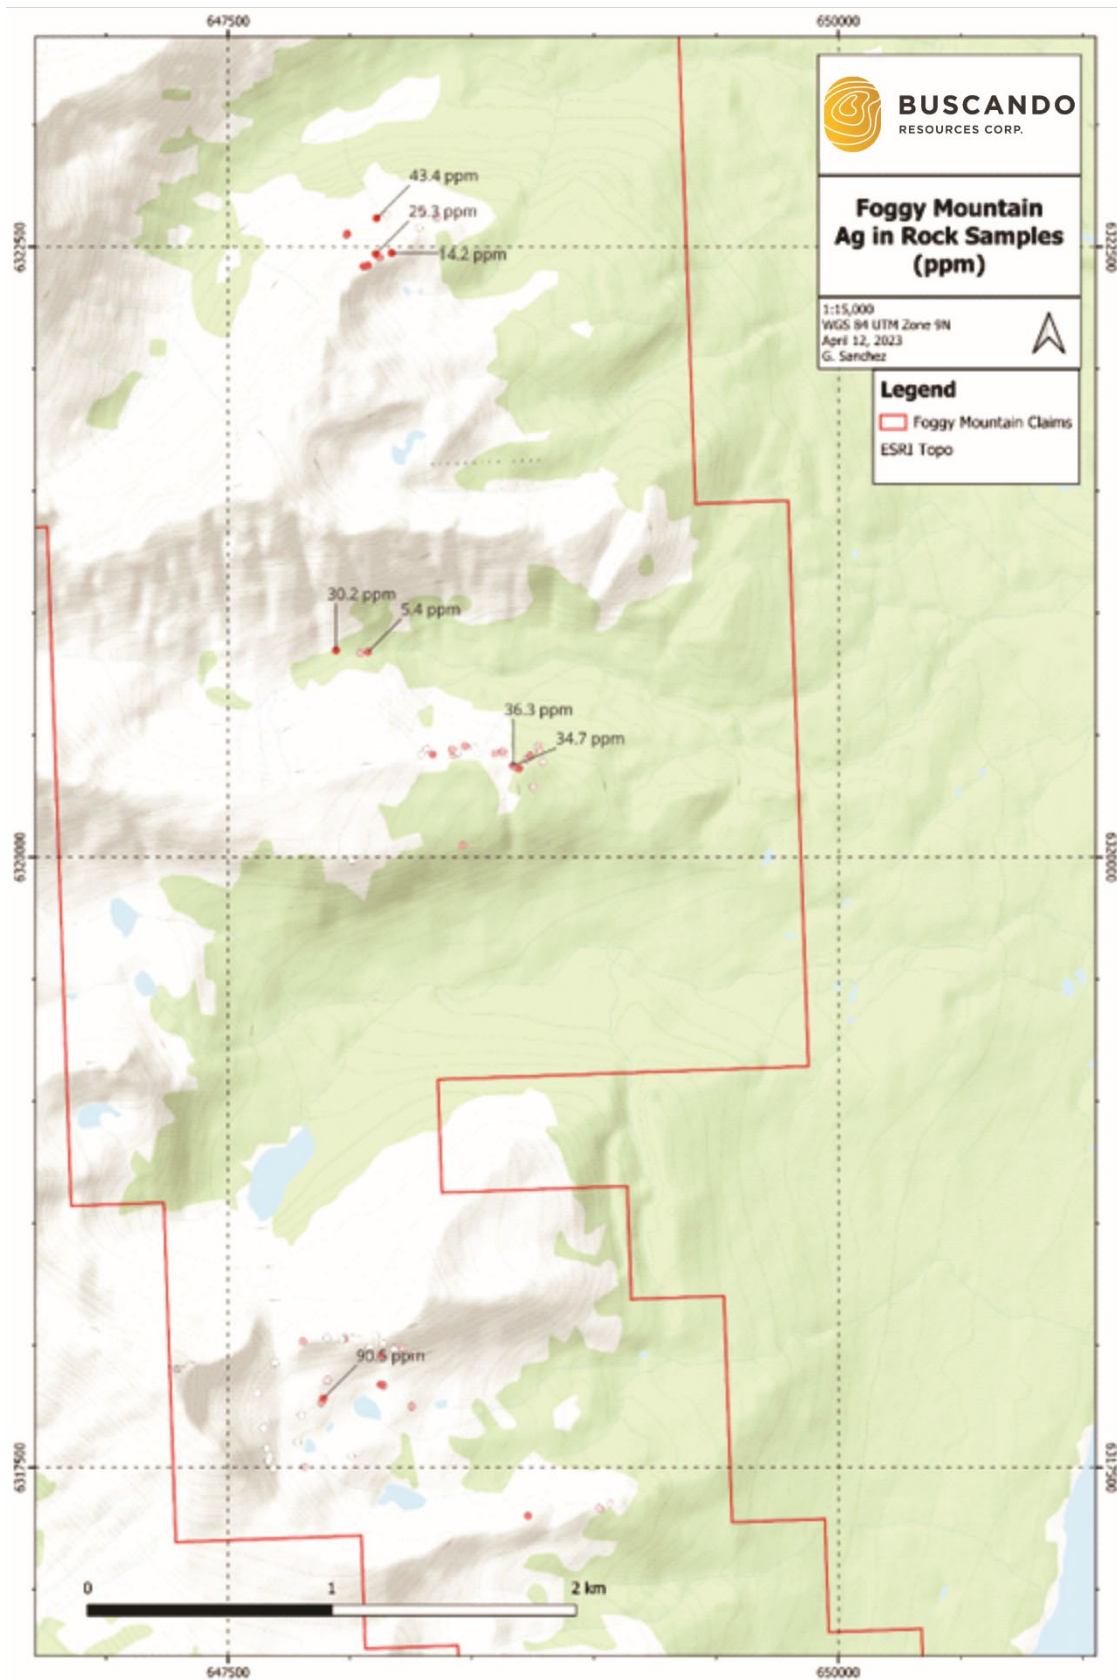 647500
650000
BUSCANDO
RESOURCES CORP.
Foggy Mountain
Ag in Rock Samples
(ppm)
1:15,000
WGS 84 UTM Zone 9N
April 12, 2023
G. Sanchez
Legend
Foggy Mountain Claims
ESRI Topo
43.4 ppm
25.3 ppm
14.2 ppm
6322500
6322500
30.2 ppm
5.4 ppm
36.3 ppm
34.7 ppm
6320000
6320000
90.5 ppm
6317500
6317500
0
1
2 km
647500
650000